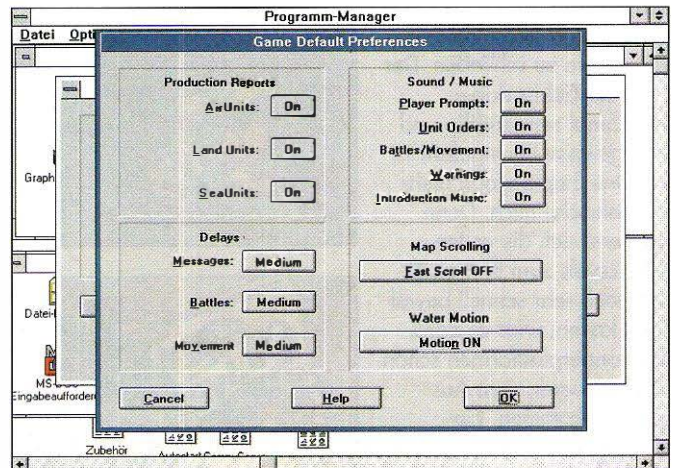 Programm-Manager
Datei Opti
Game Default Preferences
Production Reports
AirUnits: On
Land Units: On
SeaUnits: On
Sound / Music
Player Prompts: On
Unit Orders: On
Battles/Movement: On
Warnings: On
Introduction Music: On
Delays
Messages: Medium
Battles: Medium
Movement Medium
Map Scrolling
Fast Scroll OFF
Water Motion
Motion ON
Cancel
Help
OK
Graph
Datei-
MS-DOS
Eingabeaufforder
Zubehör